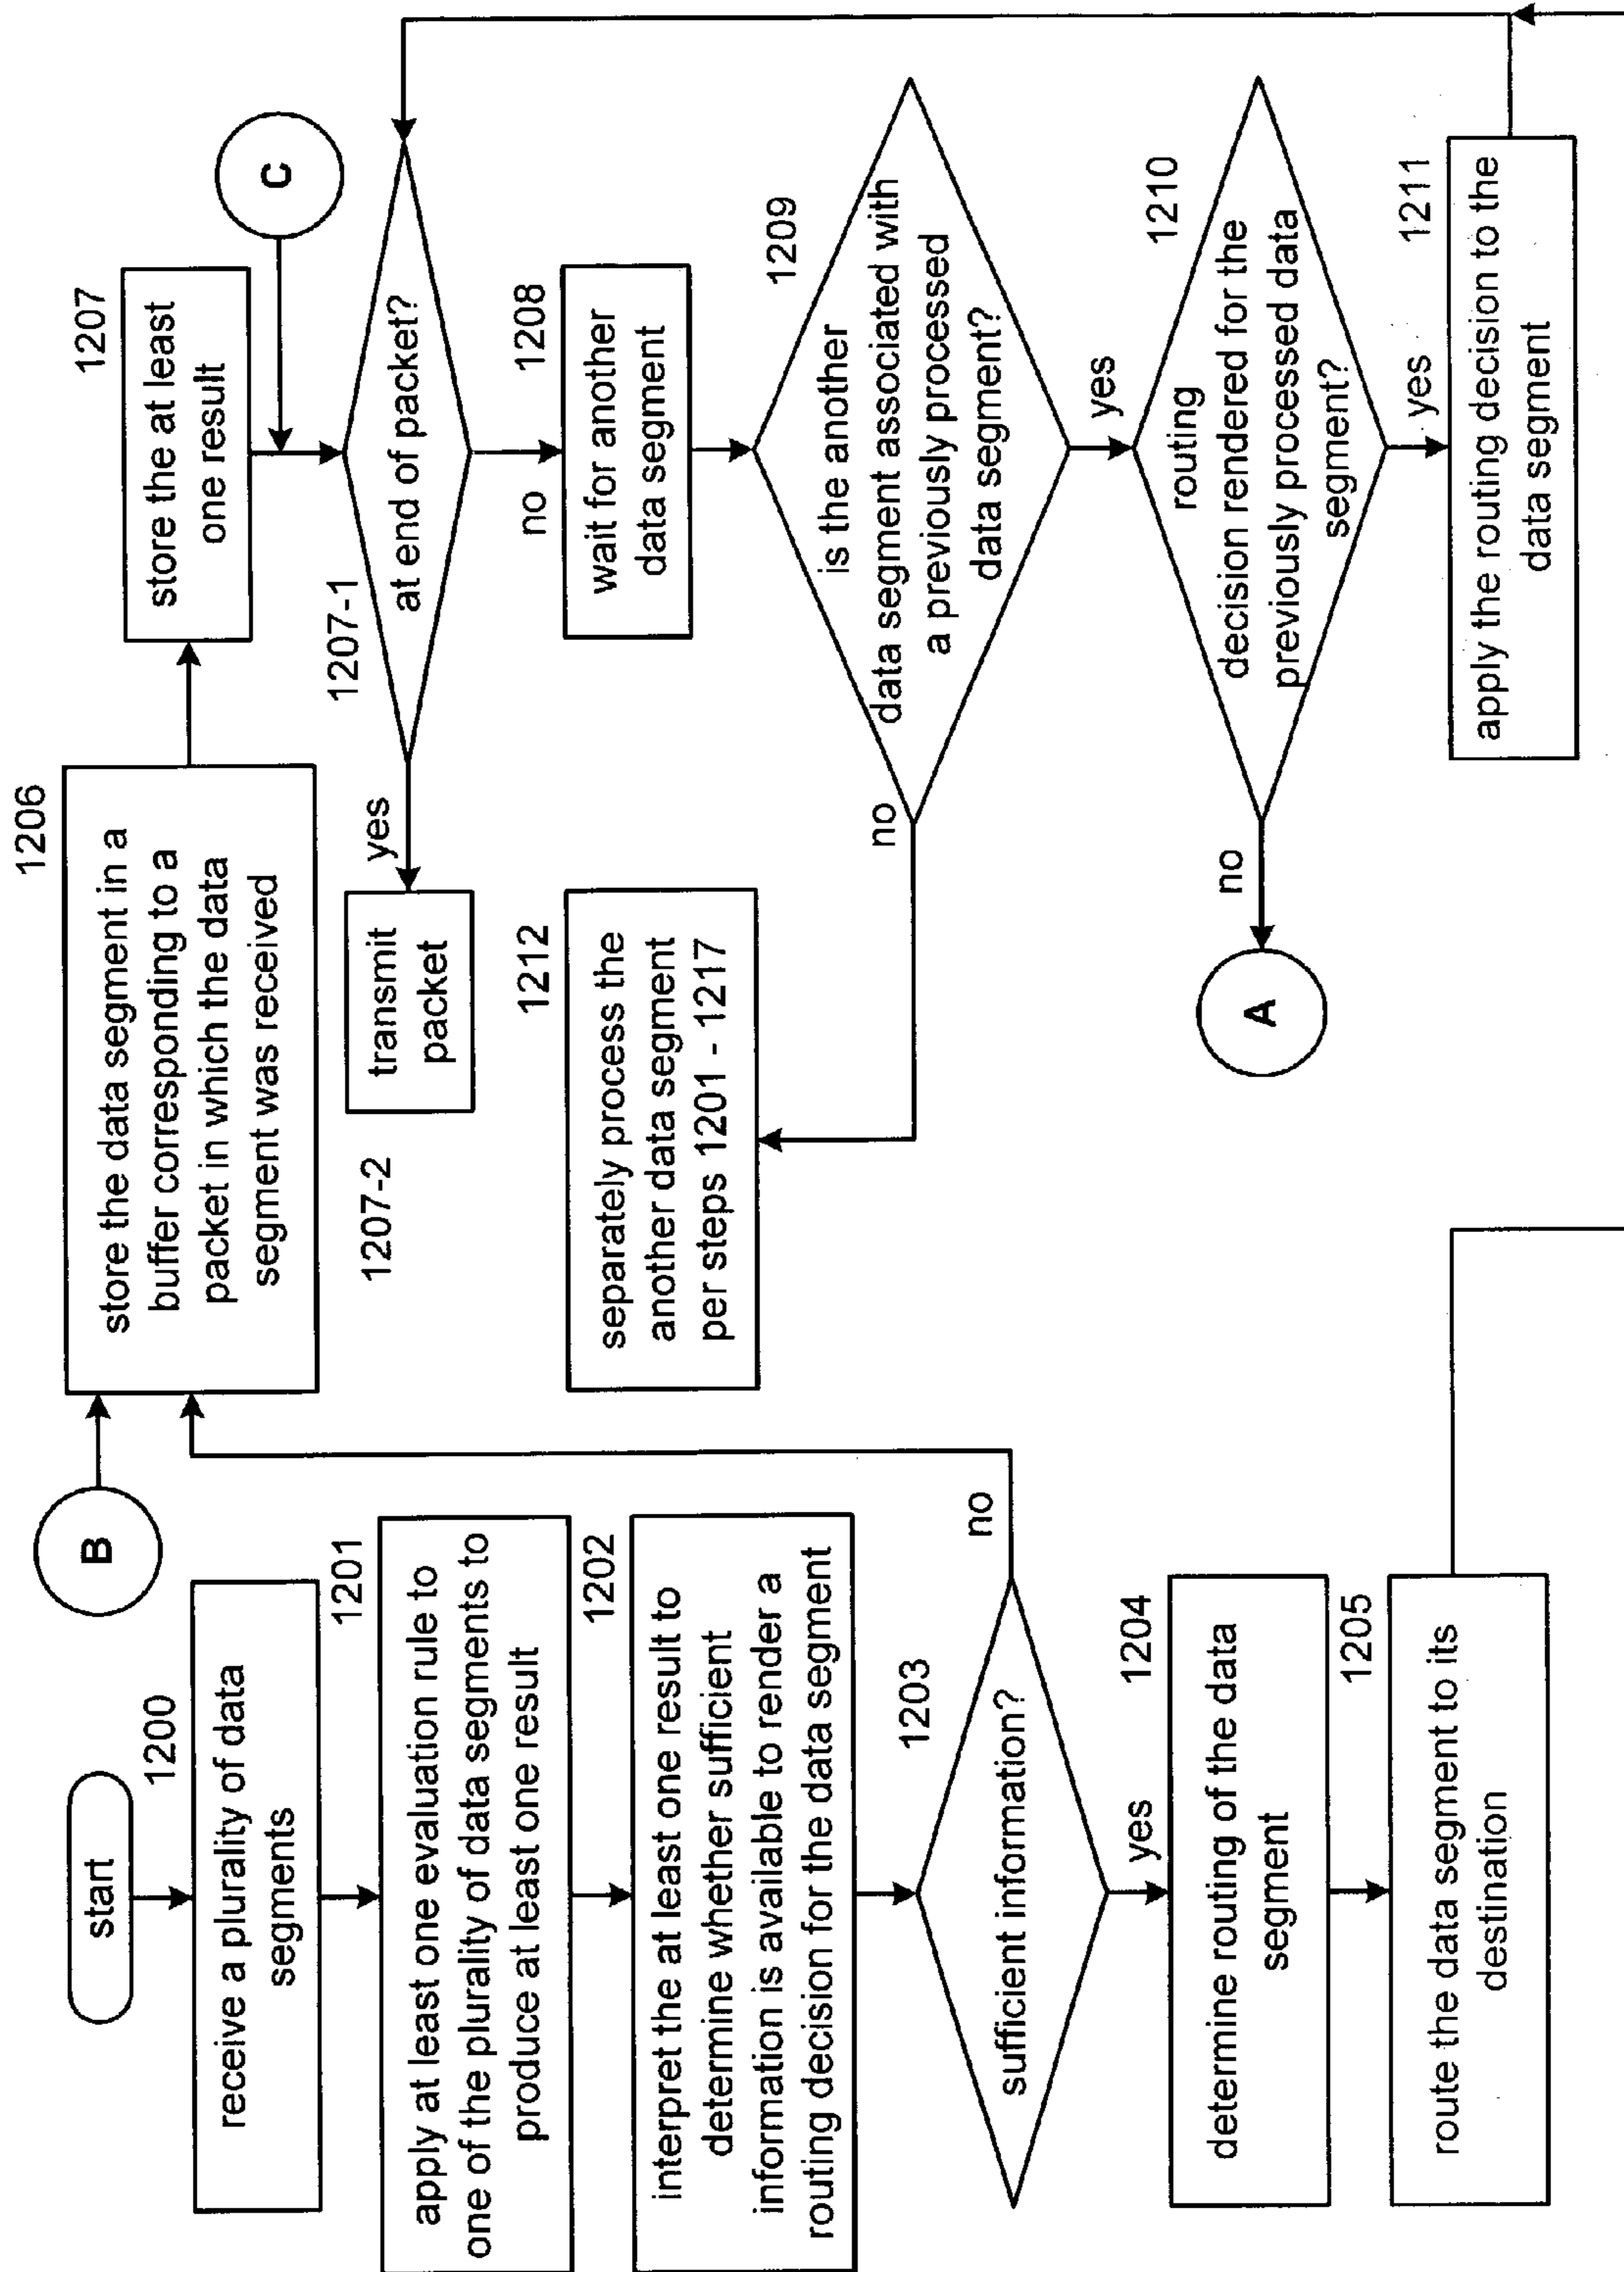 start
1200
receive a plurality of data
segments
1201
apply at least one evaluation rule to
one of the plurality of data segments to
produce at least one result
1202
interpret the at least one result to
determine whether sufficient
information is available to render a
routing decision for the data segment
1203
sufficient information?
no
yes
1204
determine routing of the data
segment
1205
route the data segment to its
destination
B
1206
store the data segment in a
buffer corresponding to a
packet in which the data
segment was received
1207
store the at least
one result
C
1207-1
at end of packet?
yes
1207-2
transmit
packet
no
1208
wait for another
data segment
1209
is the another
data segment associated with
a previously processed
data segment?
no
1212
separately process the
another data segment
per steps 1201 - 1217
yes
1210
routing
decision rendered for the
previously processed data
segment?
no
A
yes
1211
apply the routing decision to the
data segment